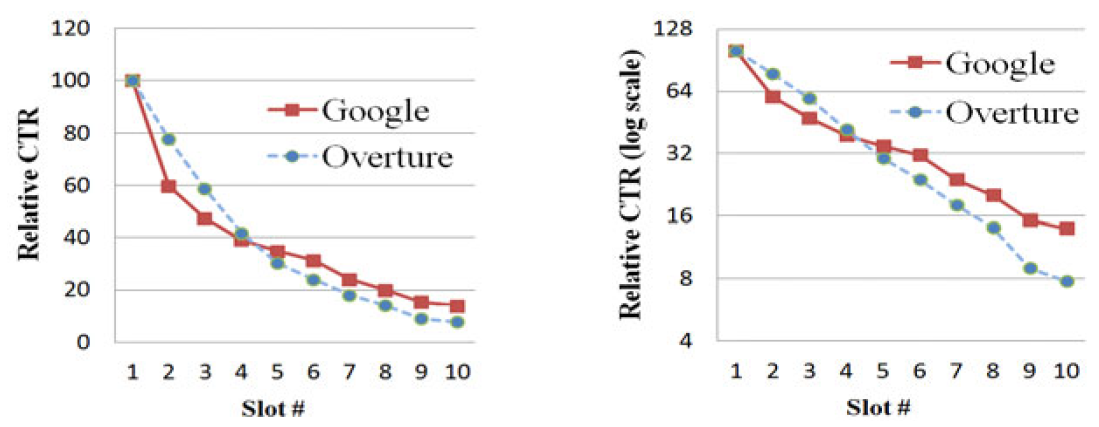 120
100
80
60
40
20
0
Relative CTR
Google
Overture
1 2 3 4 5 6 7 8 9 10
Slot #
128
64
32
16
8
4
Relative CTR (log scale)
Google
Overture
1 2 3 4 5 6 7 8 9 10
Slot #